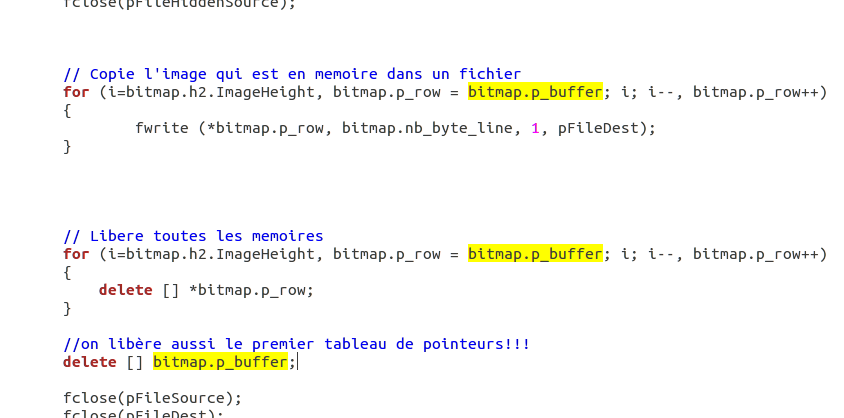 fclose(pFileHiddenSource);
// Copie l'image qui est en memoire dans un fichier
for (i=bitmap.h2.ImageHeight, bitmap.p_row = bitmap.p_buffer; i; i--, bitmap.p_row++)
{
fwrite (*bitmap.p_row, bitmap.nb_byte_line, 1, pFileDest);
}
// Libere toutes les memoires
for (i=bitmap.h2.ImageHeight, bitmap.p_row = bitmap.p_buffer; i; i--, bitmap.p_row++)
{
delete [] *bitmap.p_row;
}
//on libère aussi le premier tableau de pointeurs!!!
delete [] bitmap.p_buffer;
fclose(pFileSource);
fclose(pFileDest);